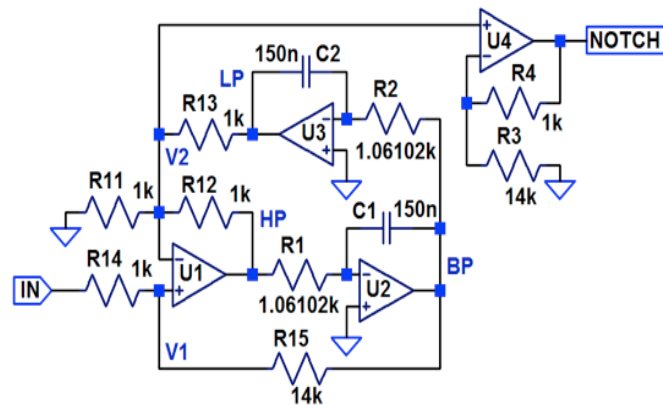 U4
NOTCH
150n
C2
LP
R4
R13
R2
1k
U3
1k
1.06102k
R3
V2
14k
R11
1k
R12
1k
C1
150n
HP
R1
R14
1k
U1
BP
IN
1.06102k
U2
V1
R15
14k